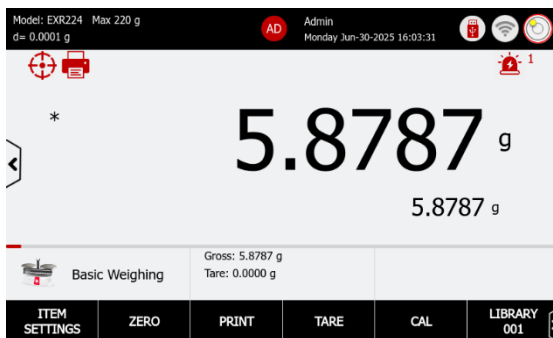 Model: EXR224 Max 220 g
d= 0.0001 g
AD
Admin
Monday Jun-30-2025 16:03:31
1
*
5.8787 g
5.8787 g
Basic Weighing
Gross: 5.8787 g
Tare: 0.0000 g
ITEM
SETTINGS
ZERO
PRINT
TARE
CAL
LIBRARY
001